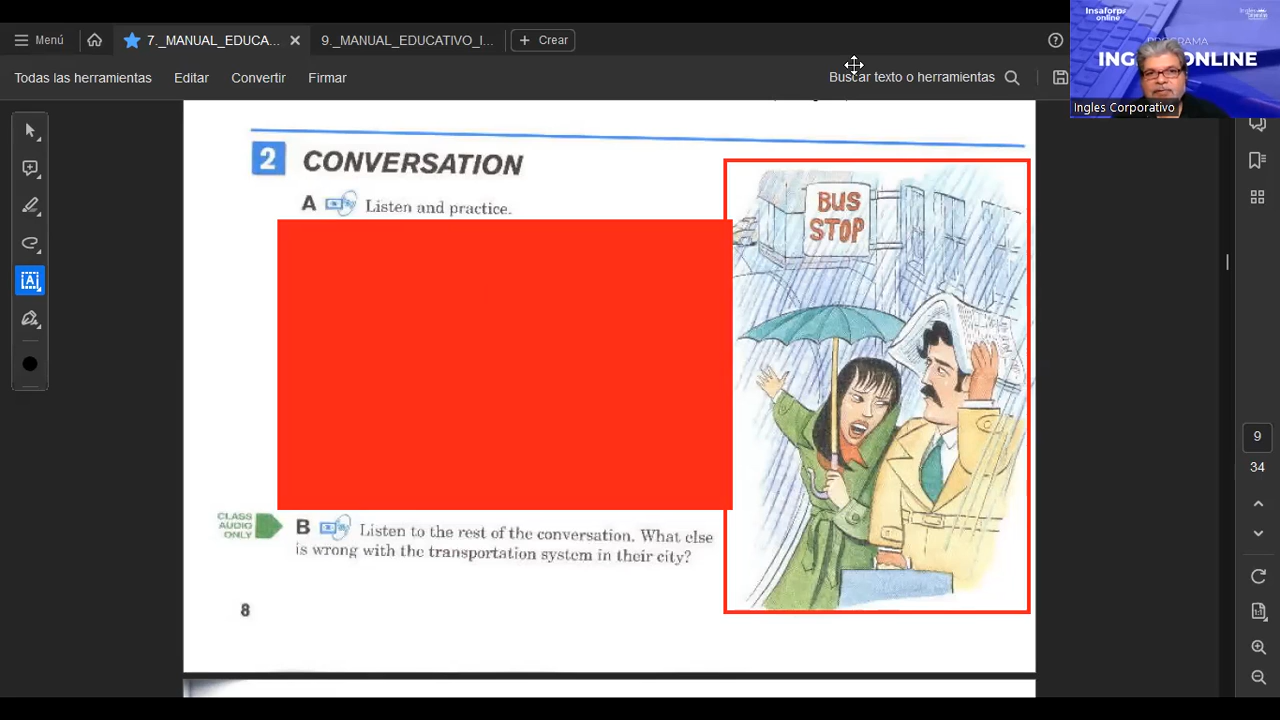 Menú
7._MANUAL_EDUCA...
9._MANUAL_EDUCATIVO_I...
Crear
Todas las herramientas
Editar
Convertir
Firmar
Buscar texto o herramientas
Insaforp
online
PROGRAMA
ING ONLINE
Ingles Corporativo
2 CONVERSATION
A Listen and practice.
BUS
STOP
CLASS
AUDIO
ONLY
B Listen to the rest of the conversation. What else
is wrong with the transportation system in their city?
8
9
34